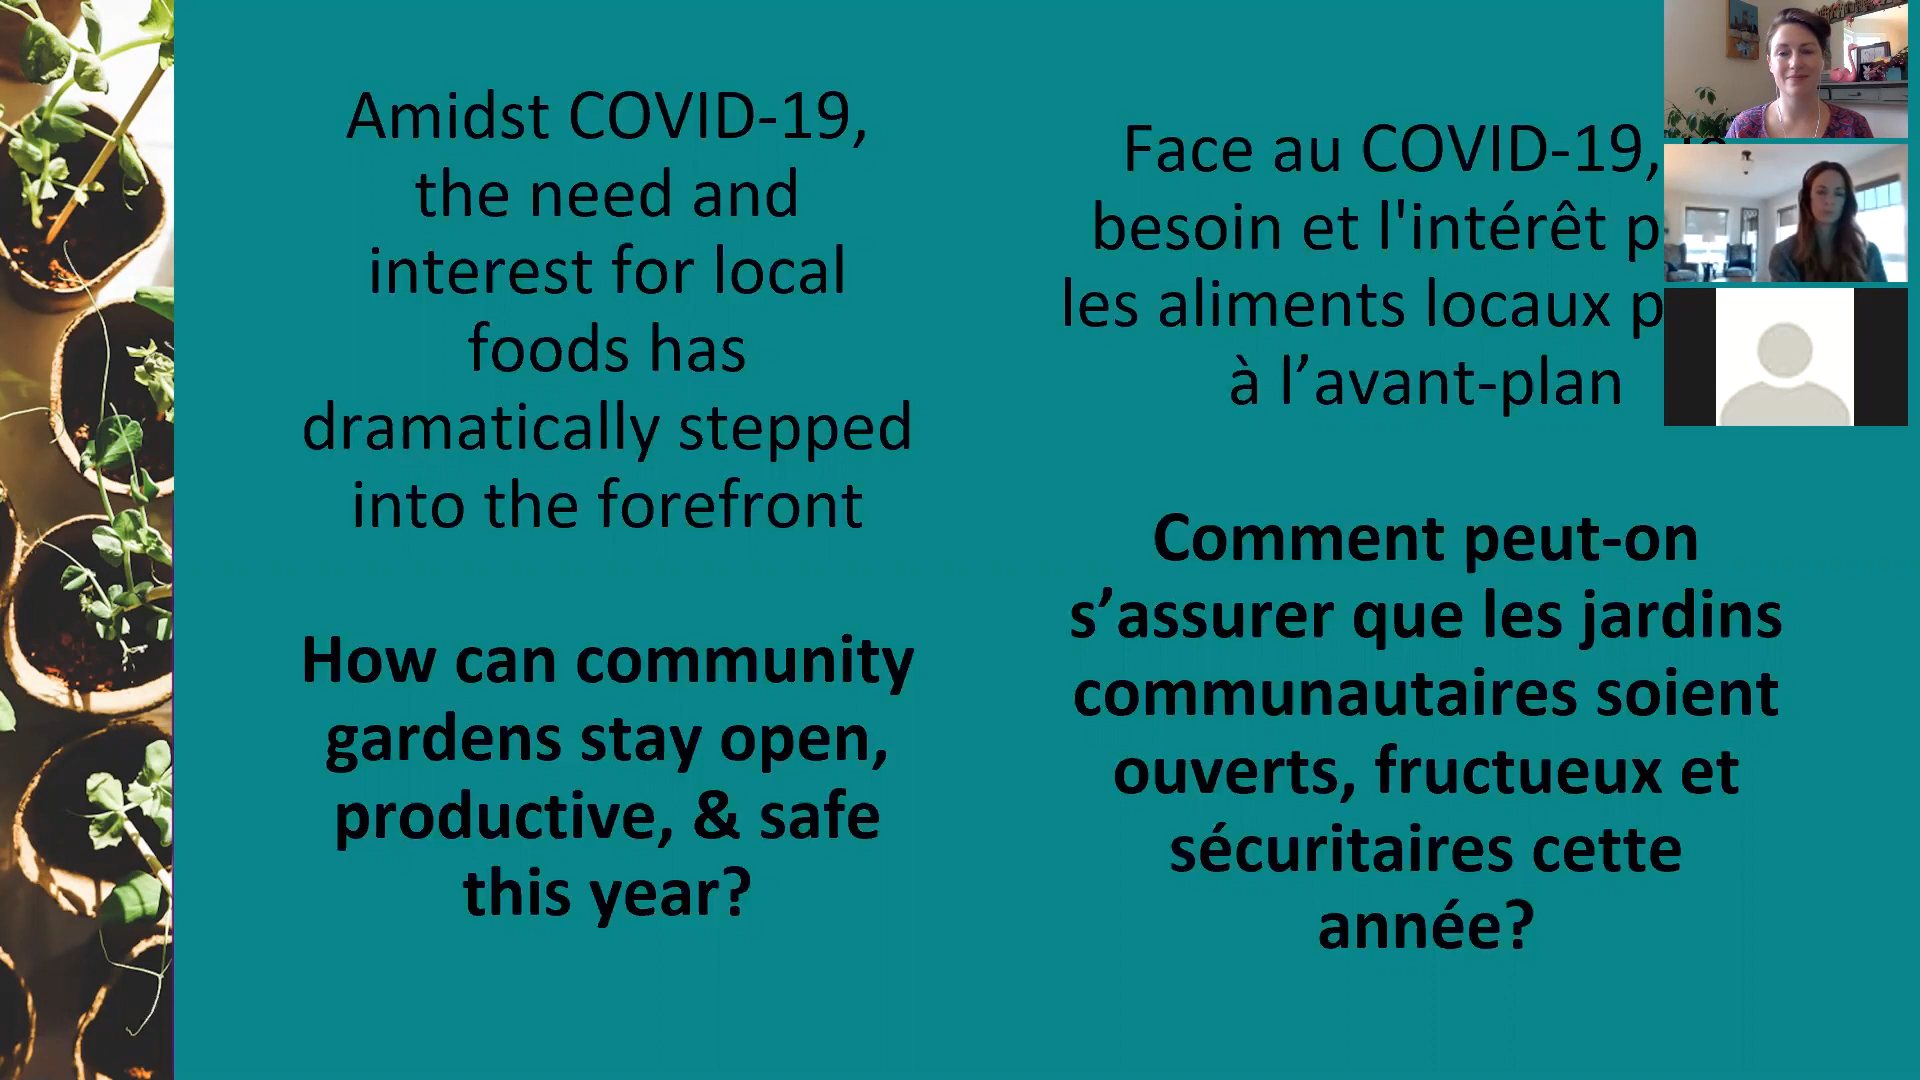 Amidst COVID-19,
the need and
interest for local
foods has
dramatically stepped
into the forefront
How can community
gardens stay open,
productive, & safe
this year?
Face au COVID-19,
besoin et l'intérêt
les aliments locaux
à l’avant-plan
Comment peut-on
s’assurer que les jardins
communautaires soient
ouverts, fructueux et
sécuritaires cette
année?